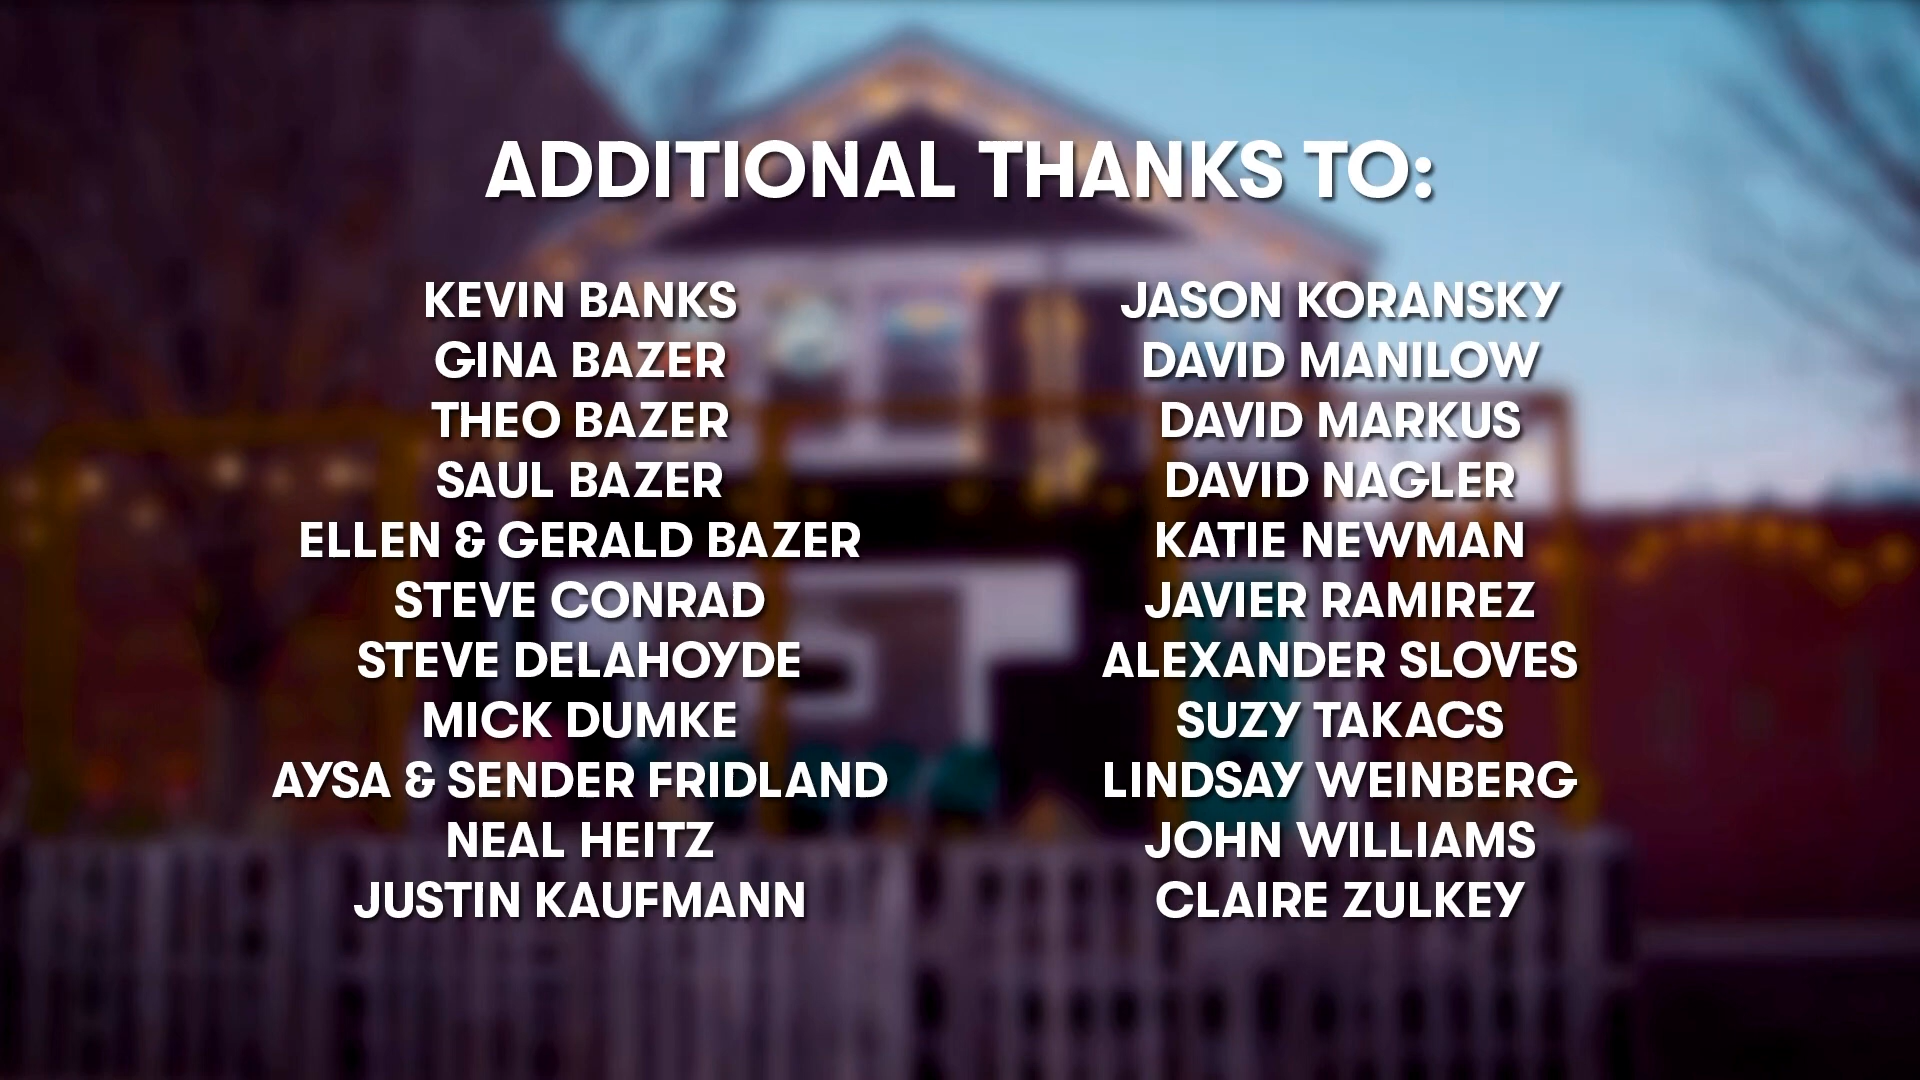 ADDITIONAL THANKS TO:
KEVIN BANKS
GINA BAZER
THEO BAZER
SAUL BAZER
ELLEN & GERALD BAZER
STEVE CONRAD
STEVE DELAHOYDE
MICK DUMKE
AYSA & SENDER FRIDLAND
NEAL HEITZ
JUSTIN KAUFMANN
JASON KORANSKY
DAVID MANILOW
DAVID MARKUS
DAVID NAGLER
KATIE NEWMAN
JAVIER RAMIREZ
ALEXANDER SLOVES
SUZY TAKACS
LINDSAY WEINBERG
JOHN WILLIAMS
CLAIRE ZULKEY